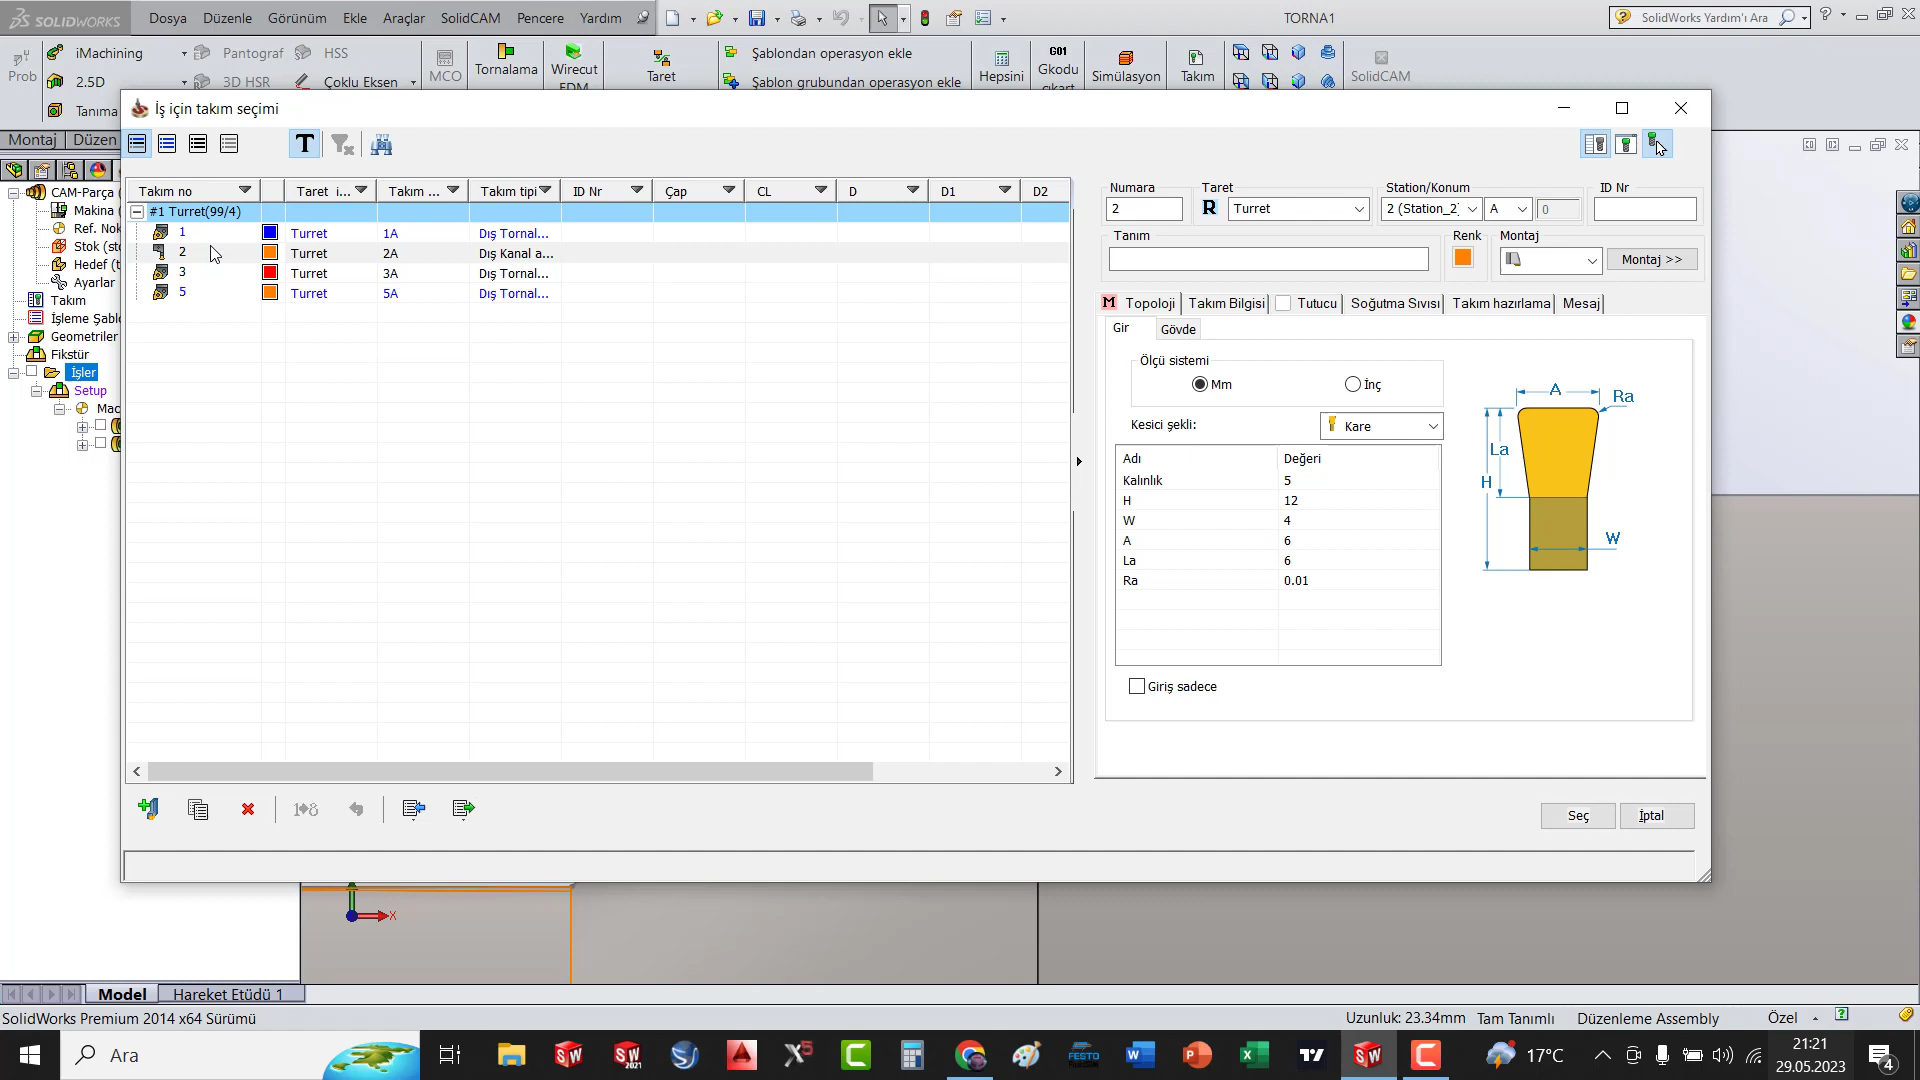 SOLIDWORKS
Dosya Düzenle Görünüm Ekle Araçlar SolidCAM Pencere Yardım
TORNA1
SolidWorks Yardım'ı Ara
Prob
iMachining
2.5D
Tanıma
Pantograf
3D HSR
HSS
Çoklu Eksen
MCO
Tornalama
Wirecut
EDM
Taret
Şablondan operasyon ekle
Şablon grubundan operasyon ekle
Hepsini
G01
Gkodu
çıkart
Simülasyon
Takım
SolidCAM
Montaj Düzen
CAM-Parça (
Makina (
Ref. Nok
Stok (sto
Hedef (t
Ayarlar
Takım
İşleme Şablo
Geometriler
Fikstür
İşler
Setup
Mac
İş için takım seçimi
T
Takım no Taret i... Takım ... Takım tipi ID Nr Çap CL D D1 D2
#1 Turret(99/4)
1 Turret 1A Dış Tornal...
2 Turret 2A Dış Kanal a...
3 Turret 3A Dış Tornal...
5 Turret 5A Dış Tornal...
Numara Taret Station/Konum ID Nr
2 R Turret 2 (Station_2) A 0
Tanım Renk Montaj
Montaj >>
M Topoloji Takım Bilgisi Tutucu Soğutma Sıvısı Takım hazırlama Mesaj
Gir Gövde
Ölçü sistemi
Mm İnç
Kesici şekli: Kare
Adı Değeri
Kalınlık 5
H 12
W 4
A 6
La 6
Ra 0.01
Giriş sadece
A
Ra
La
H
W
Seç İptal
X
Model Hareket Etüdü 1
SolidWorks Premium 2014 x64 Sürümü
Uzunluk: 23.34mm Tam Tanımlı Düzenleme Assembly Özel
Ara
17°C
21:21
29.05.2023
4